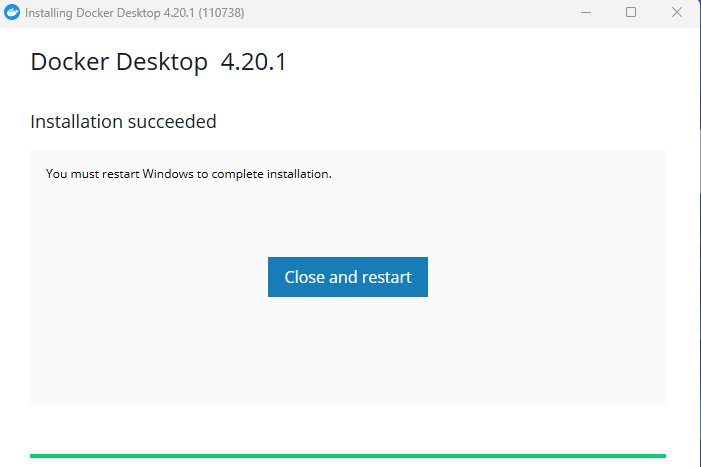 Installing Docker Desktop 4.20.1 (110738)
Docker Desktop 4.20.1
Installation succeeded
You must restart Windows to complete installation.
Close and restart